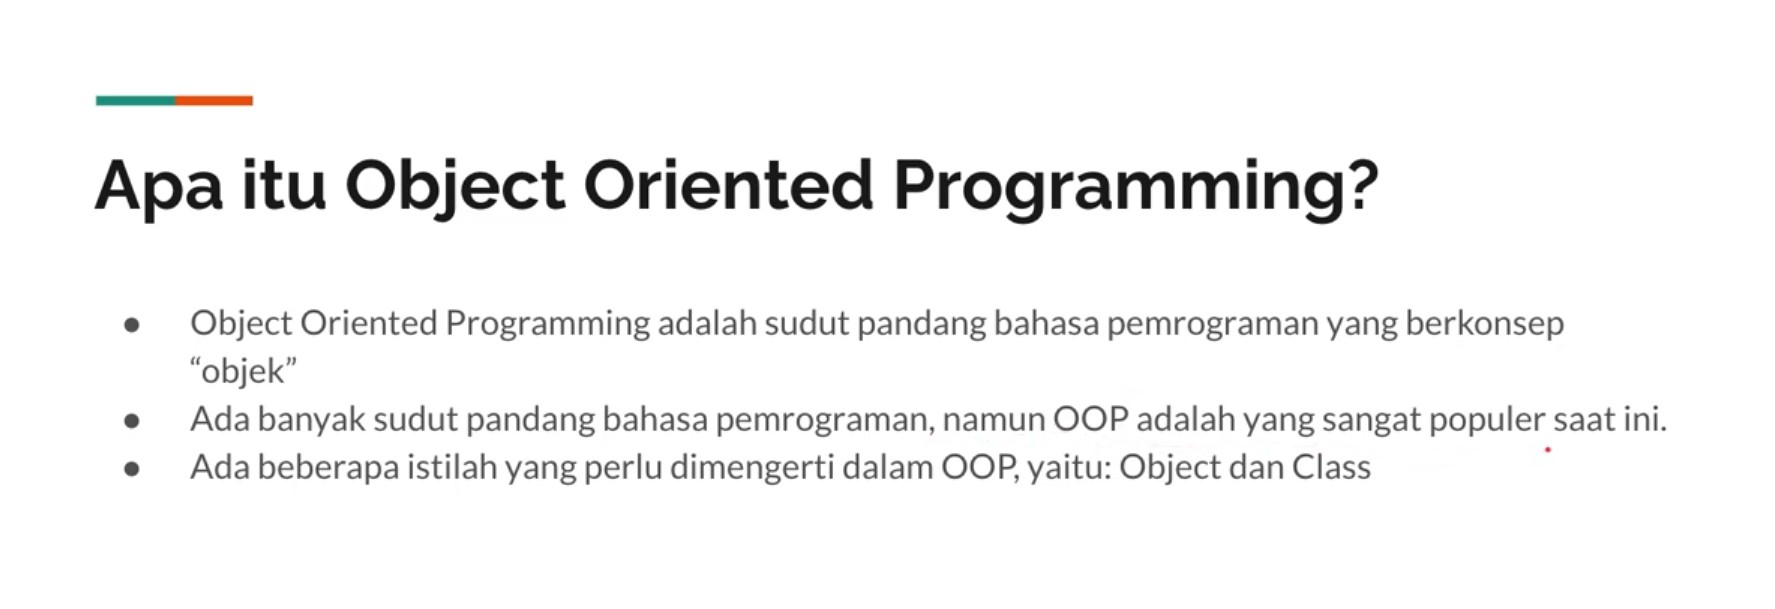 Apa itu Object Oriented Programming?
● Object Oriented Programming adalah sudut pandang bahasa pemrograman yang berkonsep
“objek”
● Ada banyak sudut pandang bahasa pemrograman, namun OOP adalah yang sangat populer saat ini.
● Ada beberapa istilah yang perlu dimengerti dalam OOP, yaitu: Object dan Class